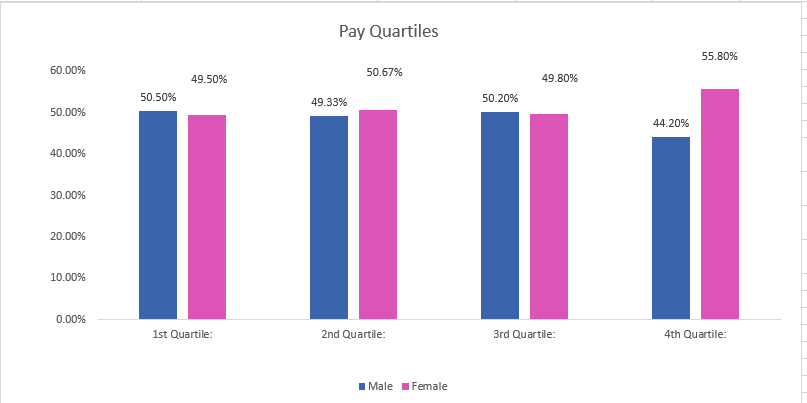 Pay Quartiles
60.00%
50.00%
40.00%
30.00%
20.00%
10.00%
0.00%
50.50%
49.50%
49.33%
50.67%
50.20%
49.80%
44.20%
55.80%
1st Quartile:
2nd Quartile:
3rd Quartile:
4th Quartile:
Male
Female